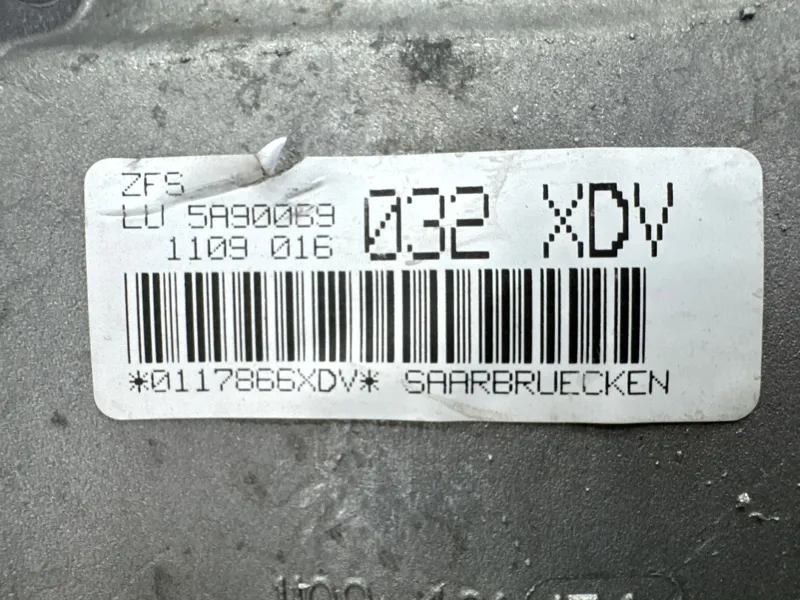 ZFS
LU 5A90069
1109 016
032 XDV
*0117866XDV* SAARBRUECKEN